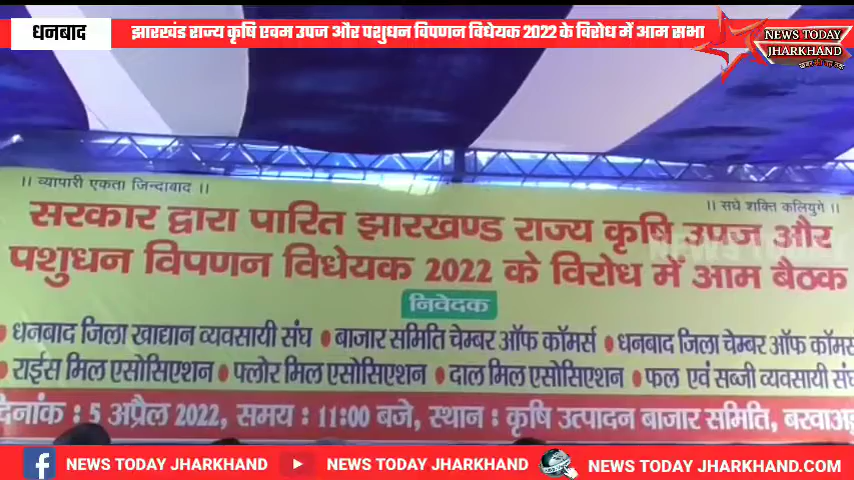 धनबाद
झारखंड राज्य कृषि एवम उपज और पशुधन विपणन विधेयक 2022 के विरोध में आम सभा
NEWS TODAY
JHARKHAND
|| व्यापारी एकता जिन्दाबाद ||
|| सघे शक्ति कलियुगे ||
सरकार द्वारा पारित झारखण्ड राज्य कृषि उपज और
पशुधन विपणन विधेयक 2022 के विरोध में आम बैठक
NEWS TODAY
निवेदक
• धनबाद जिला खाद्यान व्यवसायी संघ • बाजार समिति चेम्बर ऑफ कॉमर्स • धनबाद जिला चेम्बर ऑफ कॉमर्स
• राईस मिल एसोसिएशन • फ्लोर मिल एसोसिएशन • दाल मिल एसोसिएशन • फल एवं सब्जी व्यवसायी संघ
दिनांक : 5 अप्रैल 2022, समय : 11:00 बजे, स्थान : कृषि उत्पादन बाजार समिति,
NEWS TODAY JHARKHAND NEWS TODAY JHARKHAND NEWS TODAY JHARKHAND.COM